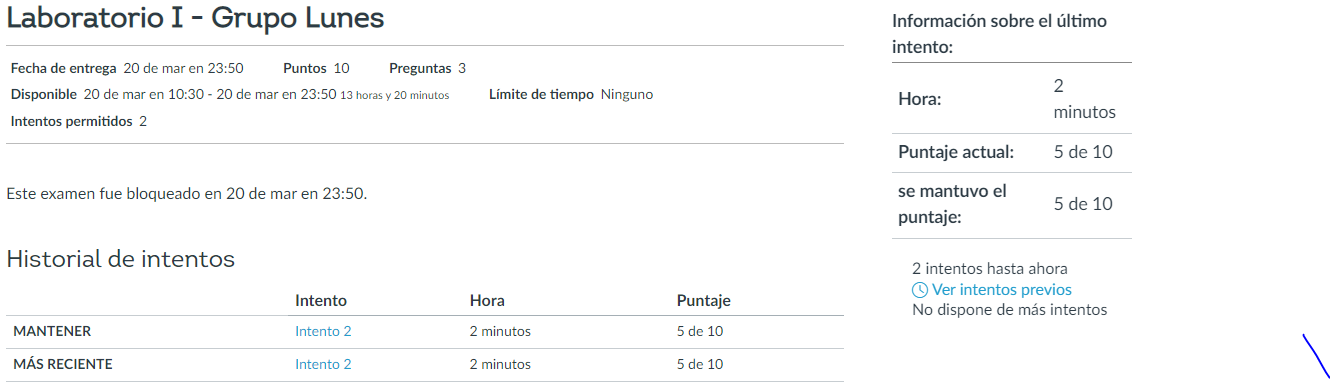 Laboratorio I - Grupo Lunes
Fecha de entrega 20 de mar en 23:50 Puntos 10 Preguntas 3
Disponible 20 de mar en 10:30 - 20 de mar en 23:50 13 horas y 20 minutos Límite de tiempo Ninguno
Intentos permitidos 2
Este examen fue bloqueado en 20 de mar en 23:50.
Historial de intentos
Intento Hora Puntaje
MANTENER Intento 2 2 minutos 5 de 10
MÁS RECIENTE Intento 2 2 minutos 5 de 10
Información sobre el último
intento:
Hora: 2
minutos
Puntaje actual: 5 de 10
se mantuvo el
puntaje: 5 de 10
2 intentos hasta ahora
Ver intentos previos
No dispone de más intentos